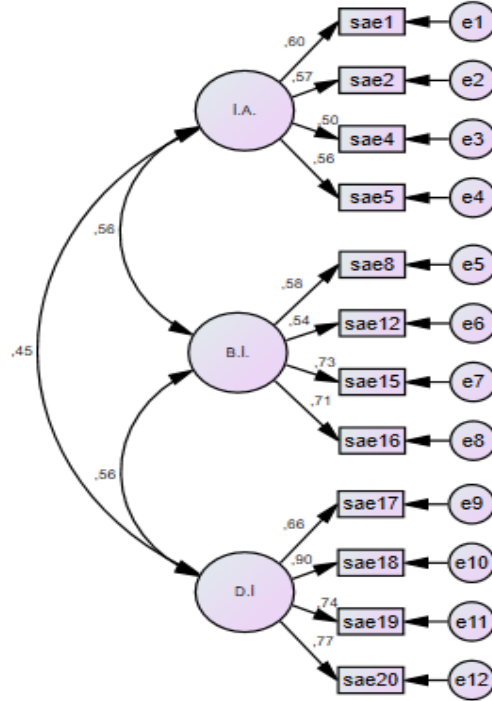 sae1 e1
,60
sae2 e2
,57
I.A.
,50
sae4 e3
,56
sae5 e4
,56
,58
sae8 e5
,54
sae12 e6
,45
B.I.
,73
sae15 e7
,71
sae16 e8
,56
,66
sae17 e9
,90
sae18 e10
D.I
,74
sae19 e11
,77
sae20 e12